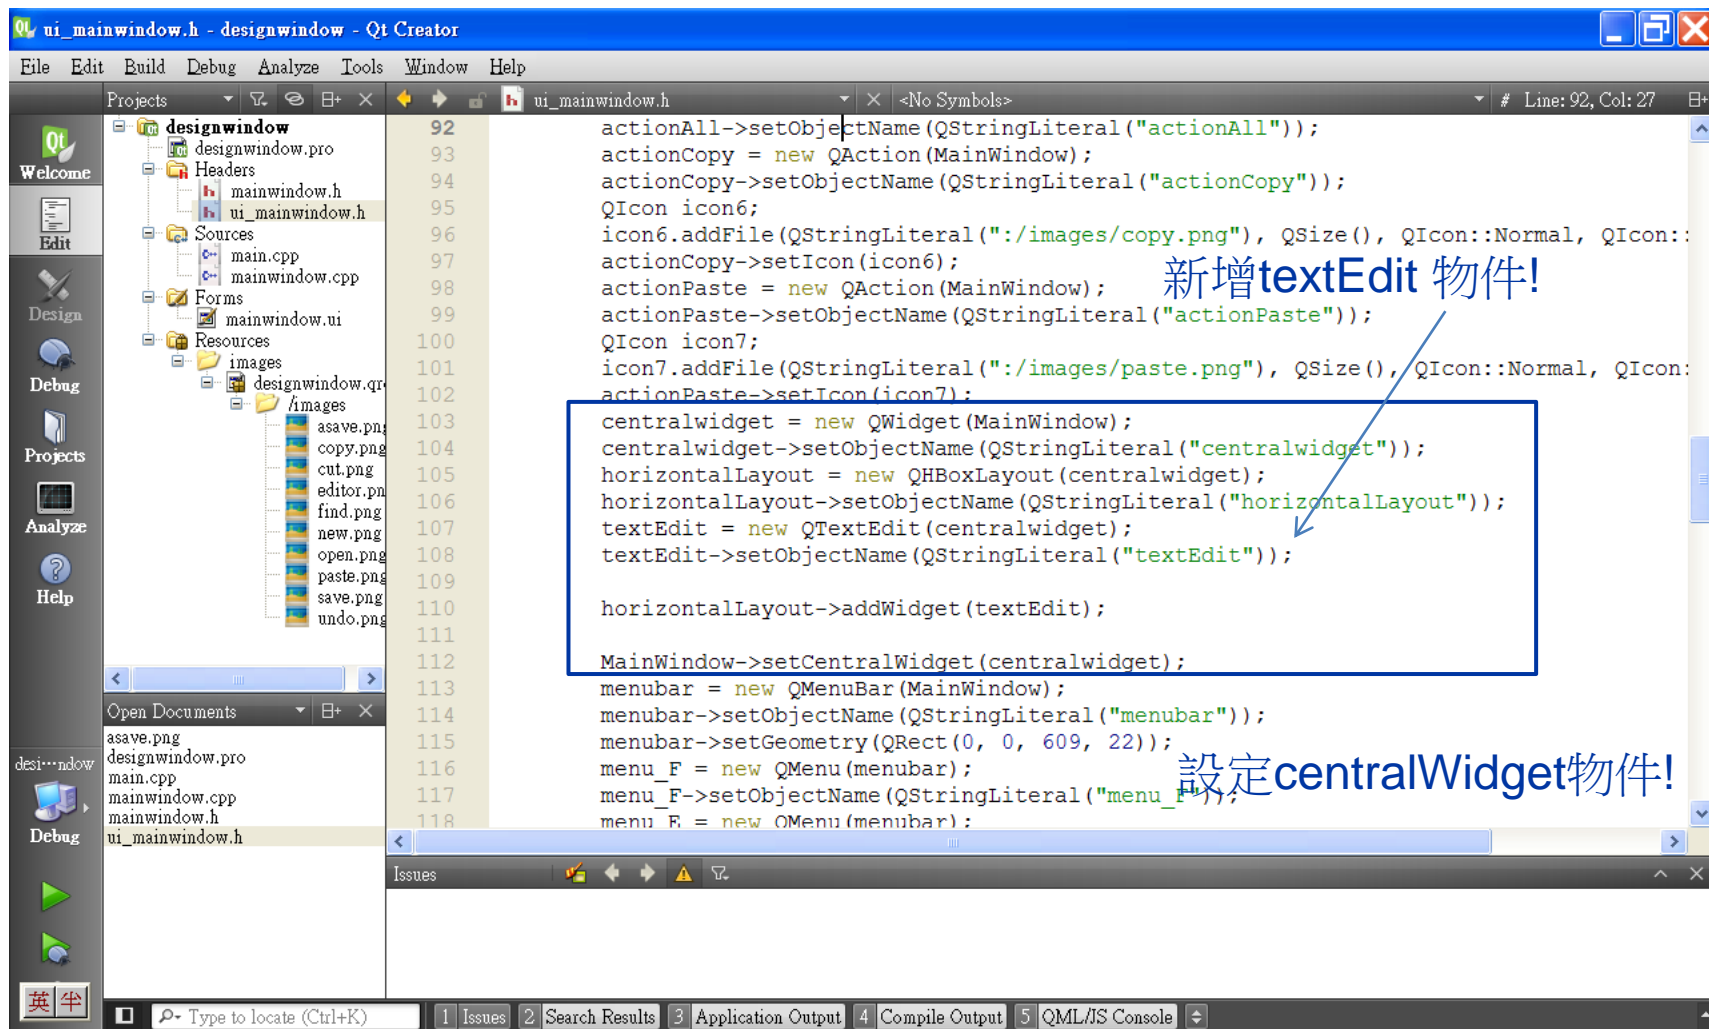 ui_mainwindow.h - designwindow - Qt Creator
File Edit Build Debug Analyze Tools Window Help
Projects
ui_mainwindow.h
<No Symbols>
# Line: 92, Col: 27
Welcome
Edit
Design
Debug
Projects
Analyze
Help
desi···ndow
Debug
designwindow
designwindow.pro
Headers
mainwindow.h
ui_mainwindow.h
Sources
main.cpp
mainwindow.cpp
Forms
mainwindow.ui
Resources
images
designwindow.qr
/images
asave.png
copy.png
cut.png
editor.pn
find.png
new.png
open.png
paste.png
save.png
undo.png
Open Documents
asave.png
designwindow.pro
main.cpp
mainwindow.cpp
mainwindow.h
ui_mainwindow.h
92 actionAll->setObjectName(QStringLiteral("actionAll"));
93 actionCopy = new QAction(MainWindow);
94 actionCopy->setObjectName(QStringLiteral("actionCopy"));
95 QIcon icon6;
96 icon6.addFile(QStringLiteral(":/images/copy.png"), QSize(), QIcon::Normal, QIcon::
97 actionCopy->setIcon(icon6);
98 actionPaste = new QAction(MainWindow);
99 actionPaste->setObjectName(QStringLiteral("actionPaste"));
100 QIcon icon7;
101 icon7.addFile(QStringLiteral(":/images/paste.png"), QSize(), QIcon::Normal, QIcon:
102 actionPaste->setIcon(icon7);
103 centralwidget = new QWidget(MainWindow);
104 centralwidget->setObjectName(QStringLiteral("centralwidget"));
105 horizontalLayout = new QHBoxLayout(centralwidget);
106 horizontalLayout->setObjectName(QStringLiteral("horizontalLayout"));
107 textEdit = new QTextEdit(centralwidget);
108 textEdit->setObjectName(QStringLiteral("textEdit"));
109
110 horizontalLayout->addWidget(textEdit);
111
112 MainWindow->setCentralWidget(centralwidget);
113 menubar = new QMenuBar(MainWindow);
114 menubar->setObjectName(QStringLiteral("menubar"));
115 menubar->setGeometry(QRect(0, 0, 609, 22));
116 menu_F = new QMenu(menubar);
117 menu_F->setObjectName(QStringLiteral("menu_F"));
118 menu_E = new QMenu(menubar);
新增textEdit 物件!
設定centralWidget物件!
Issues
英 半
Type to locate (Ctrl+K)
1 Issues 2 Search Results 3 Application Output 4 Compile Output 5 QML/JS Console